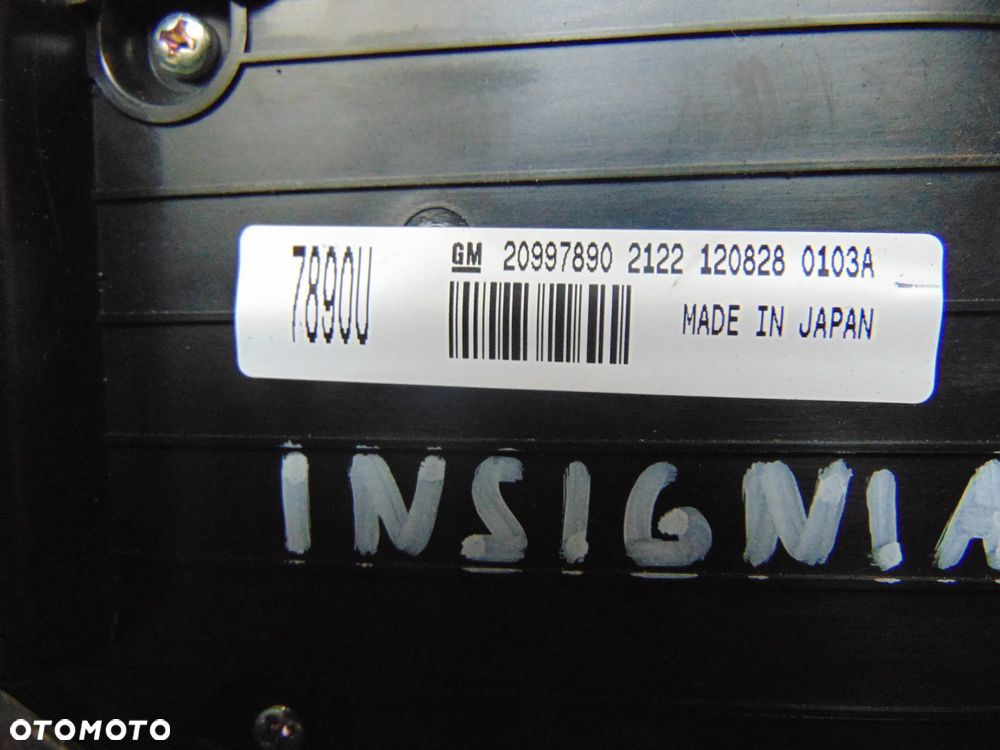 7890U
GM 20997890 2122 120828 0103A
MADE IN JAPAN
INSIGNIA
OTOMOTO